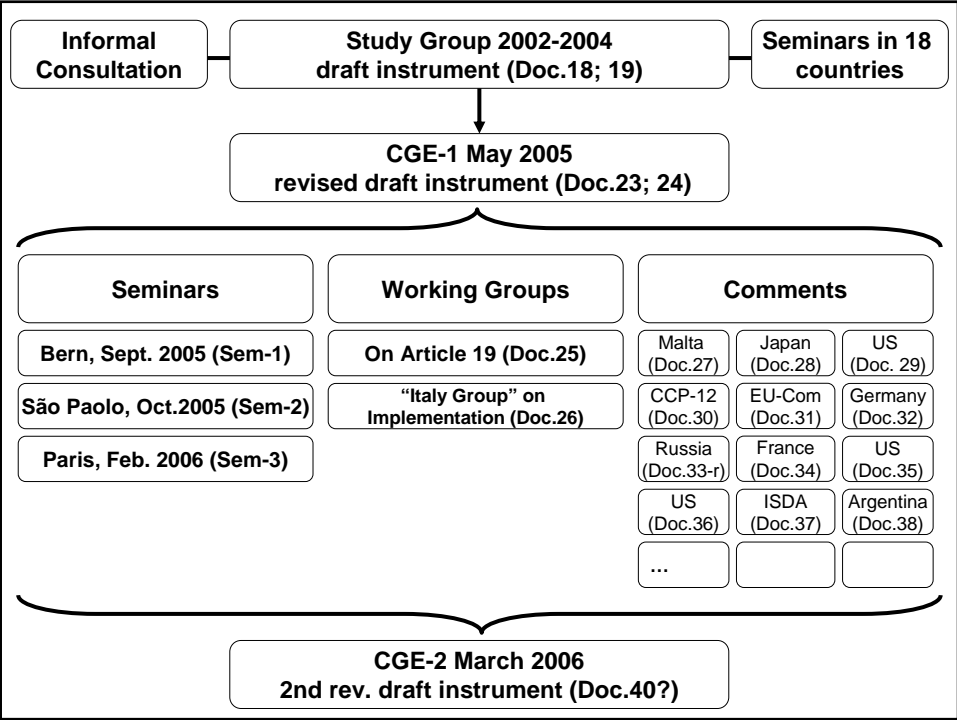 Informal
Consultation
Study Group 2002-2004
draft instrument (Doc.18; 19)
Seminars in 18
countries
CGE-1 May 2005
revised draft instrument (Doc.23; 24)
Seminars
Bern, Sept. 2005 (Sem-1)
São Paolo, Oct.2005 (Sem-2)
Paris, Feb. 2006 (Sem-3)
Working Groups
On Article 19 (Doc.25)
“Italy Group” on
Implementation (Doc.26)
Comments
Malta
(Doc.27)
Japan
(Doc.28)
US
(Doc. 29)
CCP-12
(Doc.30)
EU-Com
(Doc.31)
Germany
(Doc.32)
Russia
(Doc.33-r)
France
(Doc.34)
US
(Doc.35)
US
(Doc.36)
ISDA
(Doc.37)
Argentina
(Doc.38)
...
CGE-2 March 2006
2nd rev. draft instrument (Doc.40?)